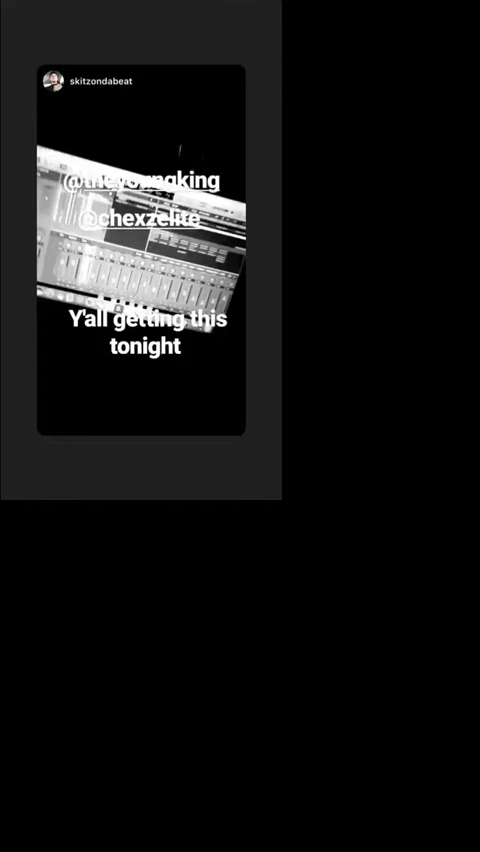 skitzondabeat
@theyoungking
@chexzelite
Y'all getting this
tonight